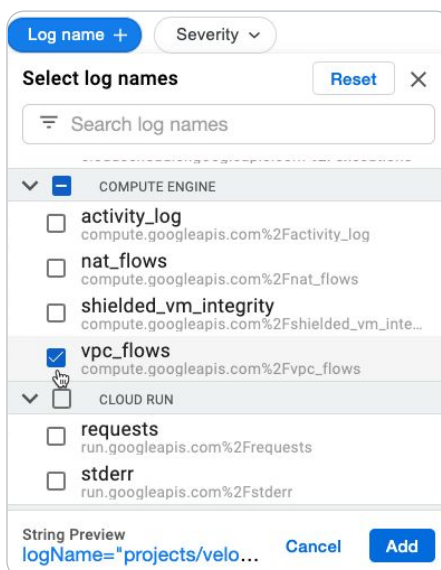 Log name +
Severity
Select log names
Reset
Search log names
COMPUTE ENGINE
activity_log
compute.googleapis.com%2Factivity_log
nat_flows
compute.googleapis.com%2Fnat_flows
shielded_vm_integrity
compute.googleapis.com%2Fshielded_vm_inte...
vpc_flows
compute.googleapis.com%2Fvpc_flows
CLOUD RUN
requests
run.googleapis.com%2Frequests
stderr
run.googleapis.com%2Fstderr
String Preview
logName="projects/velo...
Cancel
Add